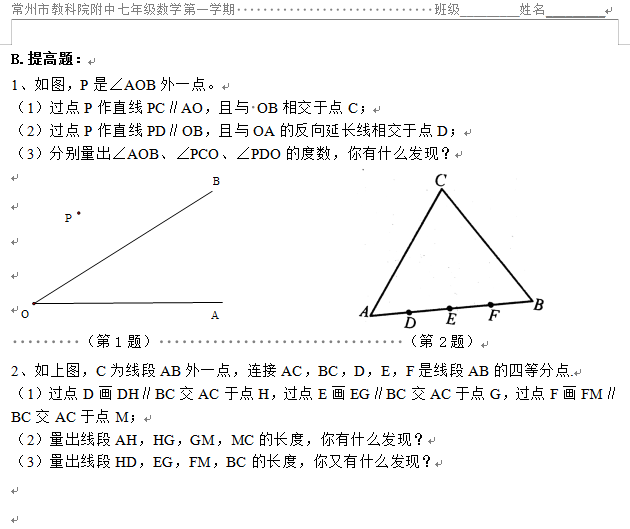 常州市教科院附中七年级数学第一学期······························班级________姓名________
B. 提高题：
1、如图，P 是∠AOB 外一点。
（1）过点 P 作直线 PC∥AO，且与 OB 相交于点 C；
（2）过点 P 作直线 PD∥OB，且与 OA 的反向延长线相交于点 D；
（3）分别量出∠AOB、∠PCO、∠PDO 的度数，你有什么发现？
B
P
O
A
C
A
D
E
F
B
·········（第 1 题）································（第 2 题）
2、如上图，C 为线段 AB 外一点，连接 AC，BC，D，E，F 是线段 AB 的四等分点.
（1）过点 D 画 DH∥BC 交 AC 于点 H，过点 E 画 EG∥BC 交 AC 于点 G，过点 F 画 FM∥
BC 交 AC 于点 M；
（2）量出线段 AH，HG，GM，MC 的长度，你有什么发现？
（3）量出线段 HD，EG，FM，BC 的长度，你又有什么发现？